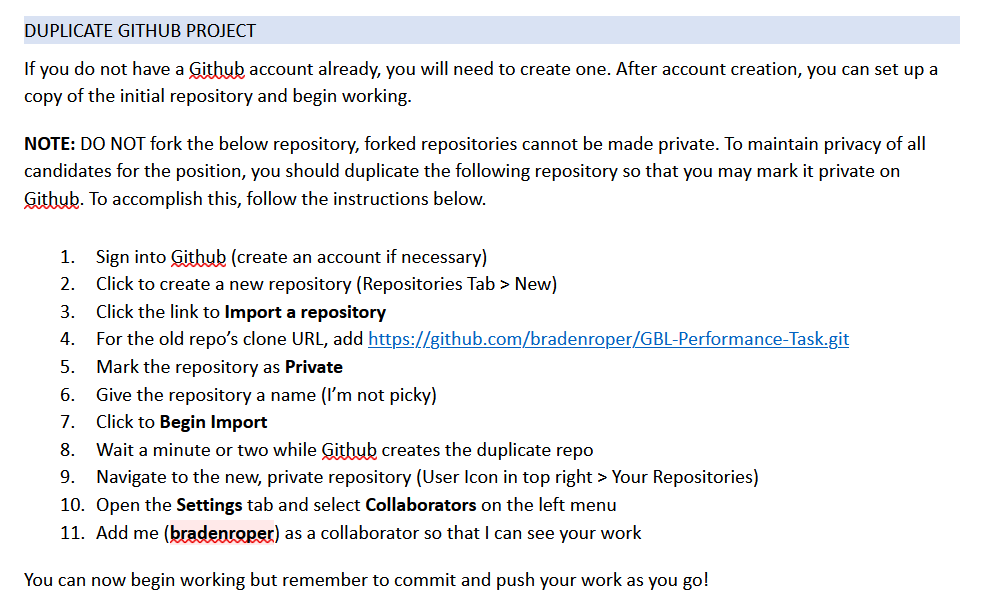 DUPLICATE GITHUB PROJECT
If you do not have a Github account already, you will need to create one. After account creation, you can set up a
copy of the initial repository and begin working.
NOTE: DO NOT fork the below repository, forked repositories cannot be made private. To maintain privacy of all
candidates for the position, you should duplicate the following repository so that you may mark it private on
Github. To accomplish this, follow the instructions below.
1. Sign into Github (create an account if necessary)
2. Click to create a new repository (Repositories Tab > New)
3. Click the link to Import a repository
4. For the old repo’s clone URL, add https://github.com/bradenroper/GBL-Performance-Task.git
5. Mark the repository as Private
6. Give the repository a name (I’m not picky)
7. Click to Begin Import
8. Wait a minute or two while Github creates the duplicate repo
9. Navigate to the new, private repository (User Icon in top right > Your Repositories)
10. Open the Settings tab and select Collaborators on the left menu
11. Add me (bradenroper) as a collaborator so that I can see your work
You can now begin working but remember to commit and push your work as you go!